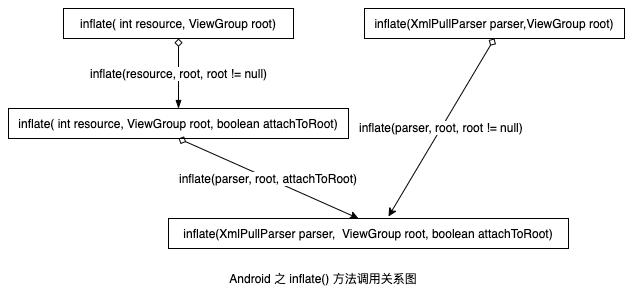 inflate( int resource, ViewGroup root)
inflate(XmlPullParser parser,ViewGroup root)
inflate(resource, root, root != null)
inflate( int resource, ViewGroup root, boolean attachToRoot)
inflate(parser, root, root != null)
inflate(parser, root, attachToRoot)
inflate(XmlPullParser parser,  ViewGroup root, boolean attachToRoot)
Android 之 inflate() 方法调用关系图